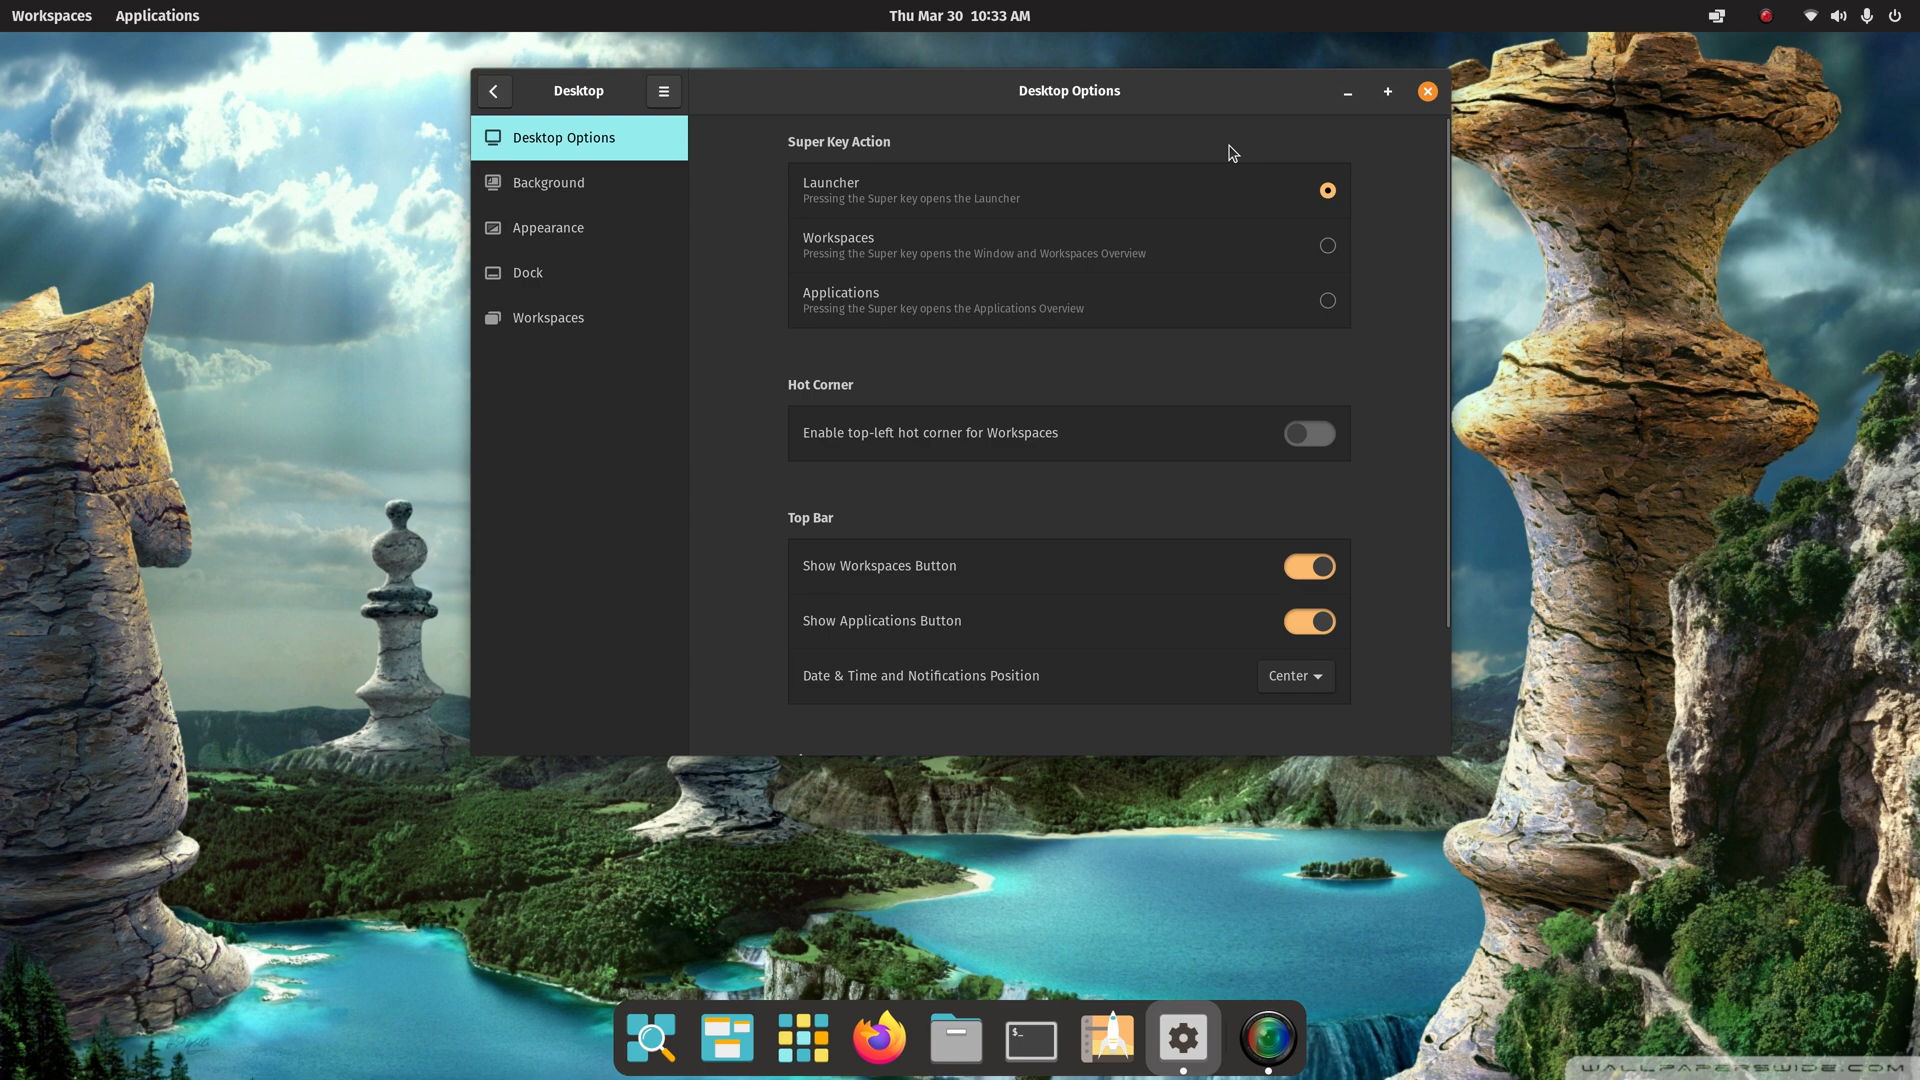 Workspaces Applications Thu Mar 30 10:33 AM
Desktop Desktop Options
Desktop Options
Background
Appearance
Dock
Workspaces
Super Key Action
Launcher
Pressing the Super key opens the Launcher
Workspaces
Pressing the Super key opens the Window and Workspaces Overview
Applications
Pressing the Super key opens the Applications Overview
Hot Corner
Enable top-left hot corner for Workspaces
Top Bar
Show Workspaces Button
Show Applications Button
Date & Time and Notifications Position Center
$_
WALLPAPERSWIDE.COM